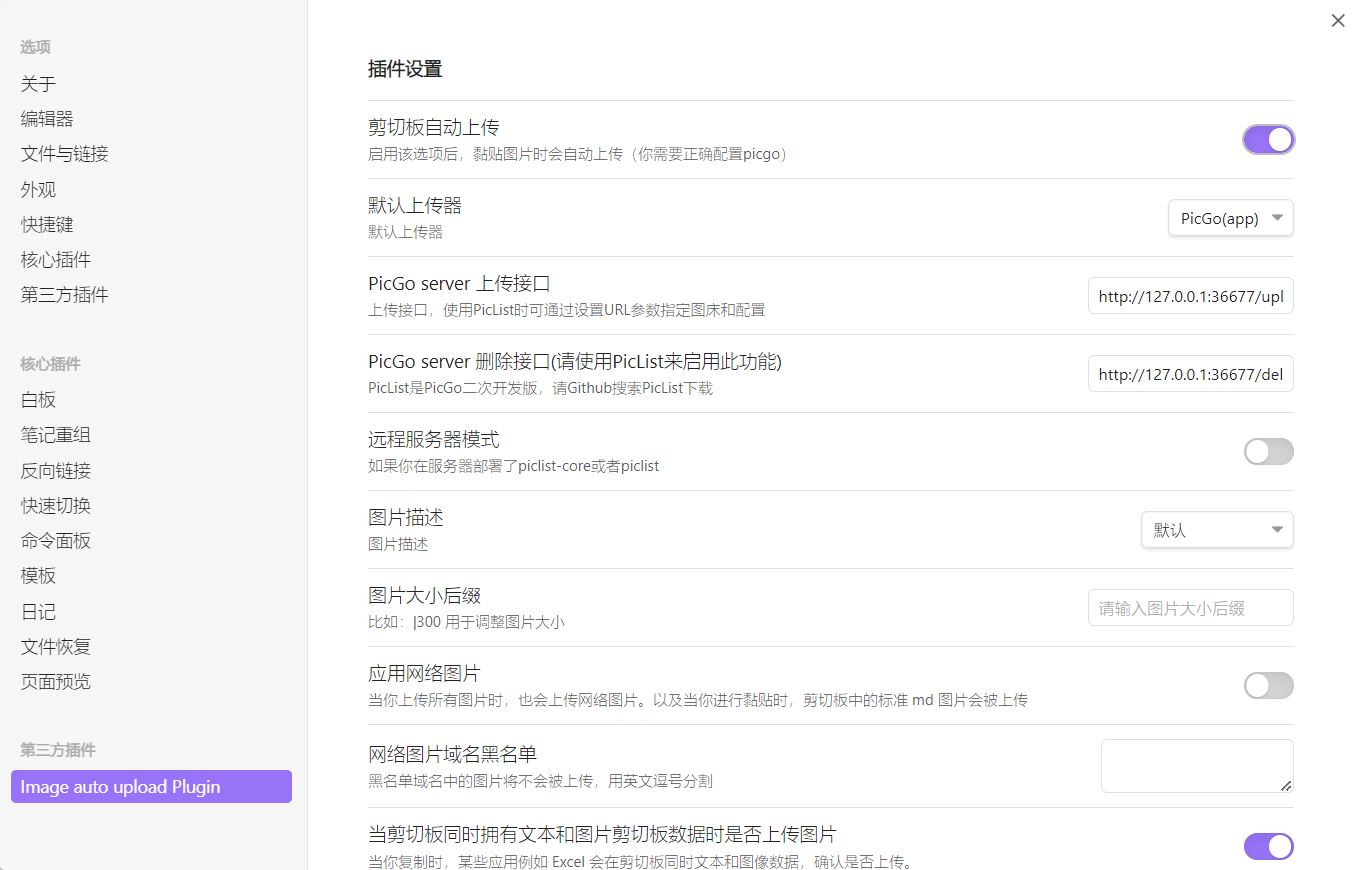 选项
关于
编辑器
文件与链接
外观
快捷键
核心插件
第三方插件
核心插件
白板
笔记重组
反向链接
快速切换
命令面板
模板
日记
文件恢复
页面预览
第三方插件
Image auto upload Plugin
插件设置
剪切板自动上传
启用该选项后，黏贴图片时会自动上传（你需要正确配置picgo）
默认上传器
默认上传器
PicGo(app)
PicGo server 上传接口
上传接口，使用PicList时可通过设置URL参数指定图床和配置
http://127.0.0.1:36677/upl
PicGo server 删除接口(请使用PicList来启用此功能)
PicList是PicGo二次开发版，请Github搜索PicList下载
http://127.0.0.1:36677/del
远程服务器模式
如果你在服务器部署了piclist-core或者piclist
图片描述
图片描述
默认
图片大小后缀
比如：|300 用于调整图片大小
请输入图片大小后缀
应用网络图片
当你上传所有图片时，也会上传网络图片。以及当你进行黏贴时，剪切板中的标准 md 图片会被上传
网络图片域名黑名单
黑名单域名中的图片将不会被上传，用英文逗号分割
当剪切板同时拥有文本和图片剪切板数据时是否上传图片
当你复制时，某些应用例如 Excel 会在剪切板同时文本和图像数据，确认是否上传。